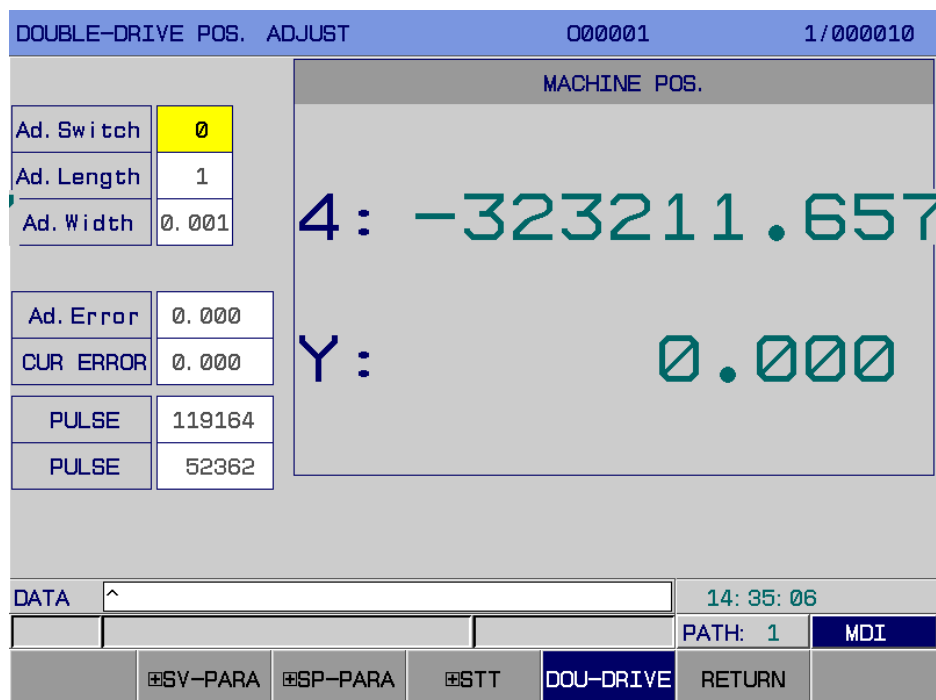 DOUBLE-DRIVE POS. ADJUST O00001 1/000010
MACHINE POS.
Ad. Switch 0
Ad. Length 1
Ad. Width 0.001
4: -323211.657
Ad. Error 0.000
CUR ERROR 0.000
Y: 0.000
PULSE 119164
PULSE 52362
DATA ^ 14:35:06
PATH: 1 MDI
⊞SV-PARA ⊞SP-PARA ⊞STT DOU-DRIVE RETURN